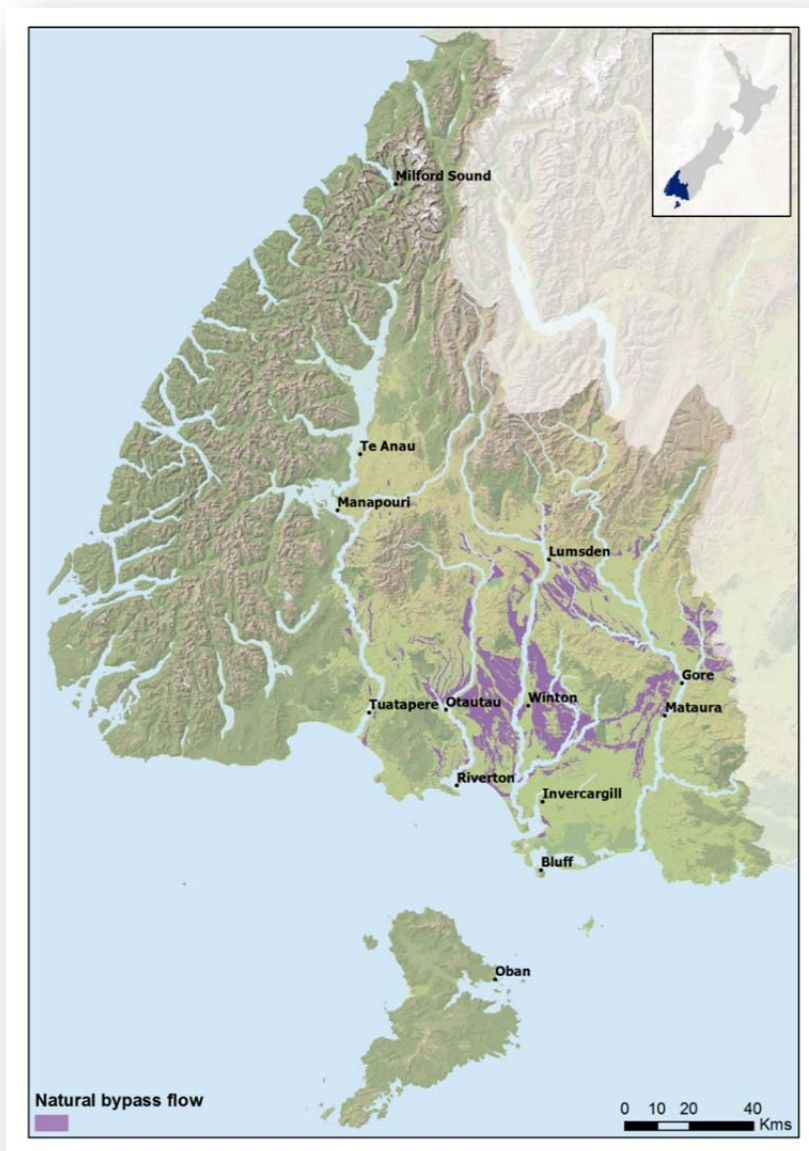 Milford Sound
Te Anau
Manapouri
Lumsden
Gore
Tuatapere
Otautau
Winton
Mataura
Riverton
Invercargill
Bluff
Oban
Natural bypass flow
0 10 20 40
Kms